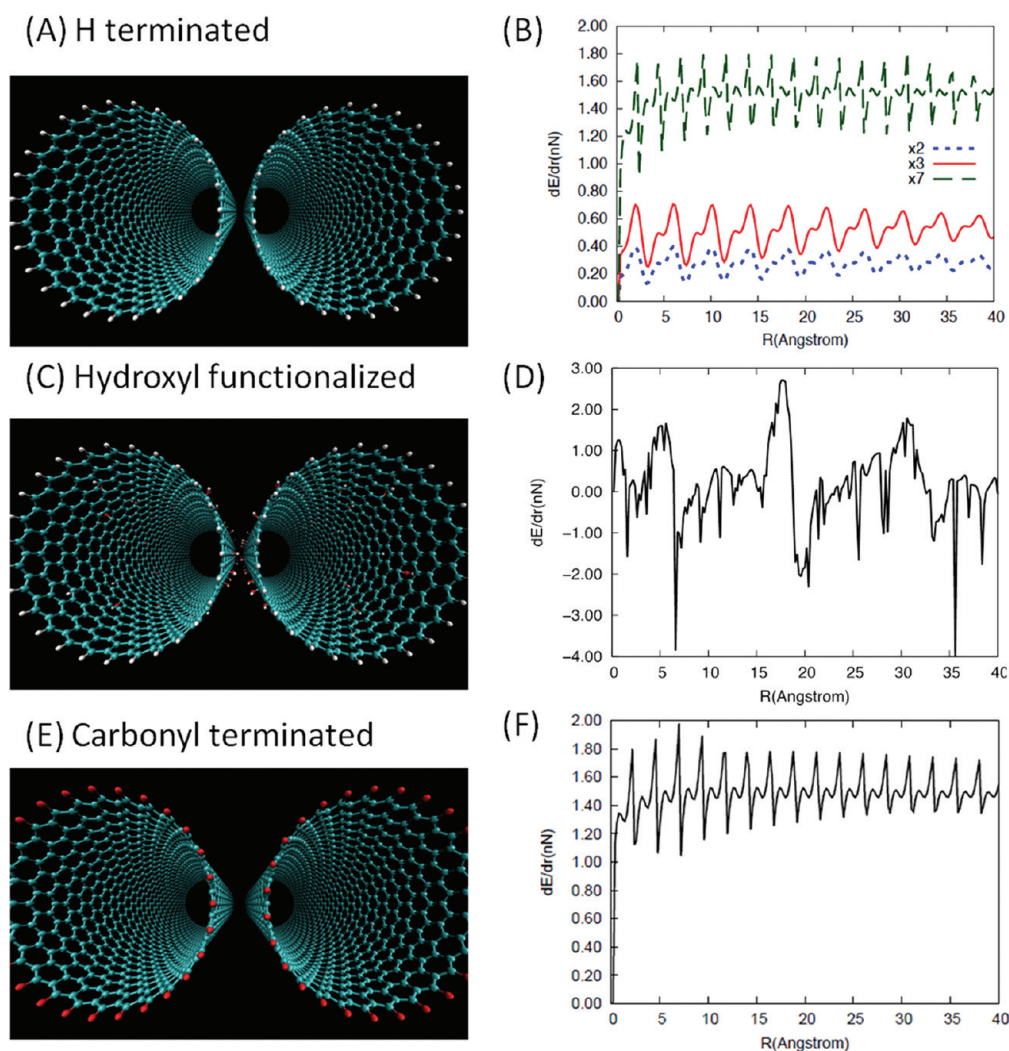 (A) H terminated
(B)
2.00
1.80
1.60
1.40
1.20
1.00
0.80
0.60
0.40
0.20
0.00
dE/dr(nN)
x2
x3
x7
0 5 10 15 20 25 30 35 40
R(Angstrom)
(C) Hydroxyl functionalized
(D)
3.00
2.00
1.00
0.00
−1.00
−2.00
−3.00
−4.00
dE/dr(nN)
0 5 10 15 20 25 30 35 40
R(Angstrom)
(E) Carbonyl terminated
(F)
2.00
1.80
1.60
1.40
1.20
1.00
0.80
0.60
0.40
0.20
0.00
dE/dr(nN)
0 5 10 15 20 25 30 35 40
R(Angstrom)